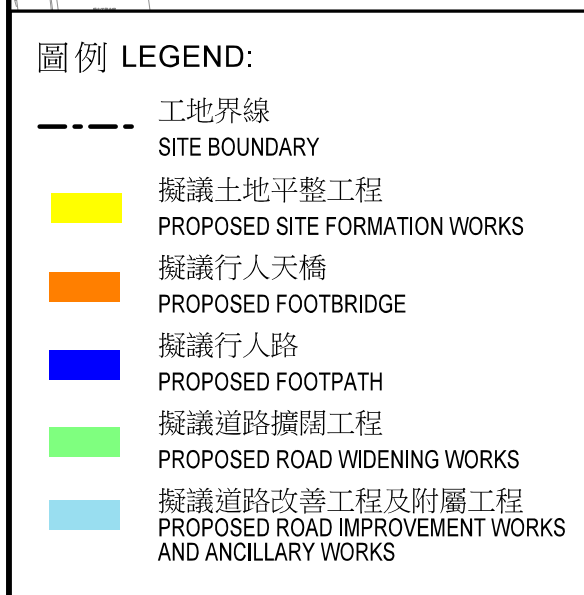 圖例 LEGEND:
工地界線
SITE BOUNDARY
擬議土地平整工程
PROPOSED SITE FORMATION WORKS
擬議行人天橋
PROPOSED FOOTBRIDGE
擬議行人路
PROPOSED FOOTPATH
擬議道路擴闊工程
PROPOSED ROAD WIDENING WORKS
擬議道路改善工程及附屬工程
PROPOSED ROAD IMPROVEMENT WORKS
AND ANCILLARY WORKS